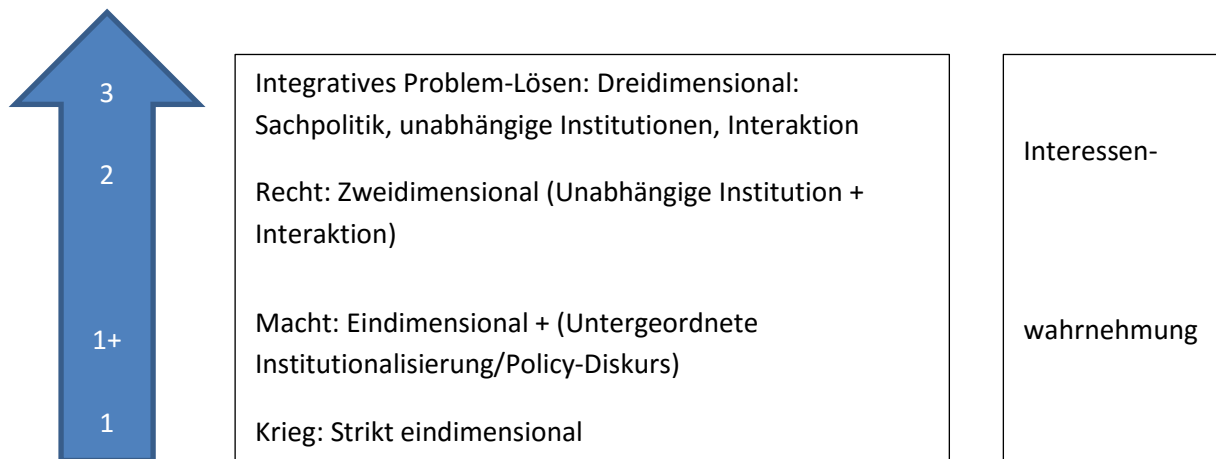 3
Integratives Problem-Lösen: Dreidimensional:
Sachpolitik, unabhängige Institutionen, Interaktion
2
Recht: Zweidimensional (Unabhängige Institution +
Interaktion)
1+
Macht: Eindimensional + (Untergeordnete
Institutionalisierung/Policy-Diskurs)
1
Krieg: Strikt eindimensional
Interessen-
wahrnehmung